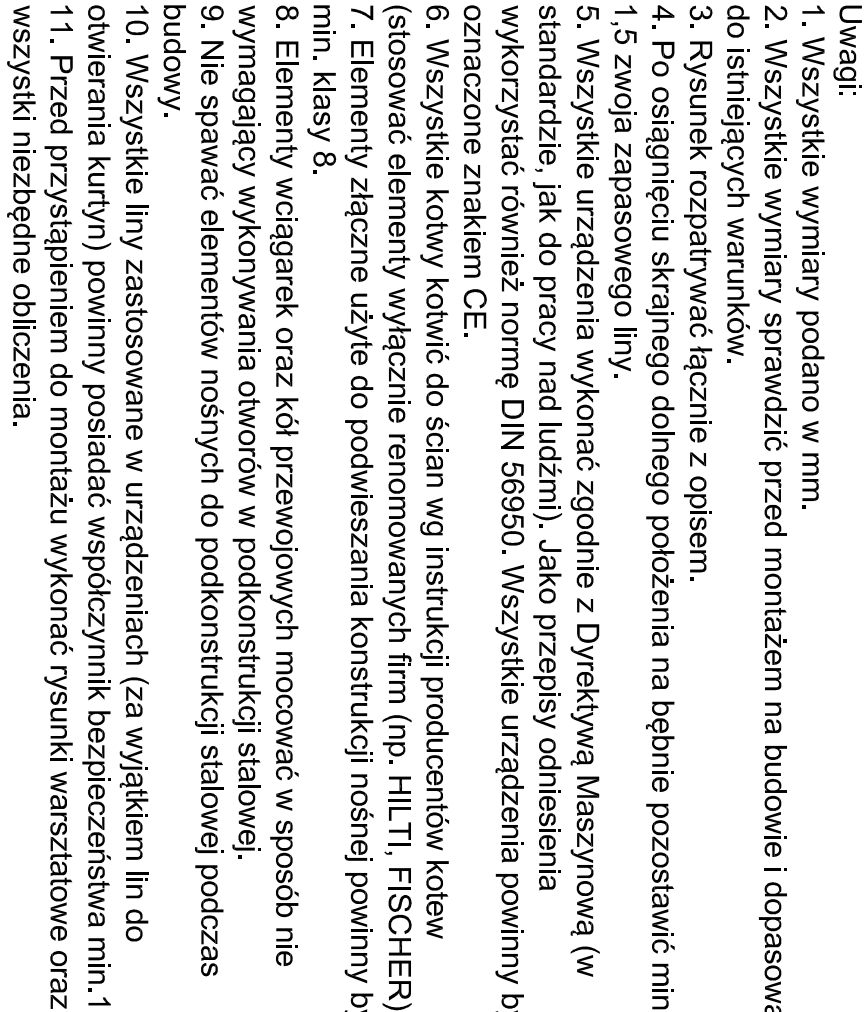 Uwagi:
1. Wszystkie wymiary podano w mm.
2. Wszystkie wymiary sprawdzić przed montażem na budowie i dopasowa
do istniejących warunków.
3. Rysunek rozpatrywać łącznie z opisem.
4. Po osiągnięciu skrajnego dolnego położenia na bębnie pozostawić min
1,5 zwoja zapasowego liny.
5. Wszystkie urządzenia wykonać zgodnie z Dyrektywą Maszynową (w
standardzie, jak do pracy nad ludźmi). Jako przepisy odniesienia
wykorzystać również normę DIN 56950. Wszystkie urządzenia powinny b
oznaczone znakiem CE.
6. Wszystkie kotwy kotwić do ścian wg instrukcji producentów kotew
(stosować elementy wyłącznie renomowanych firm (np. HILTI, FISCHER)
7. Elementy złączne użyte do podwieszania konstrukcji nośnej powinny b
min. klasy 8.
8. Elementy wciągarek oraz kół przewojowych mocować w sposób nie
wymagający wykonywania otworów w podkonstrukcji stalowej.
9. Nie spawać elementów nośnych do podkonstrukcji stalowej podczas
budowy.
10. Wszystkie liny zastosowane w urządzeniach (za wyjątkiem lin do
otwierania kurtyn) powinny posiadać współczynnik bezpieczeństwa min.1
11. Przed przystąpieniem do montażu wykonać rysunki warsztatowe oraz
wszystki niezbędne obliczenia.